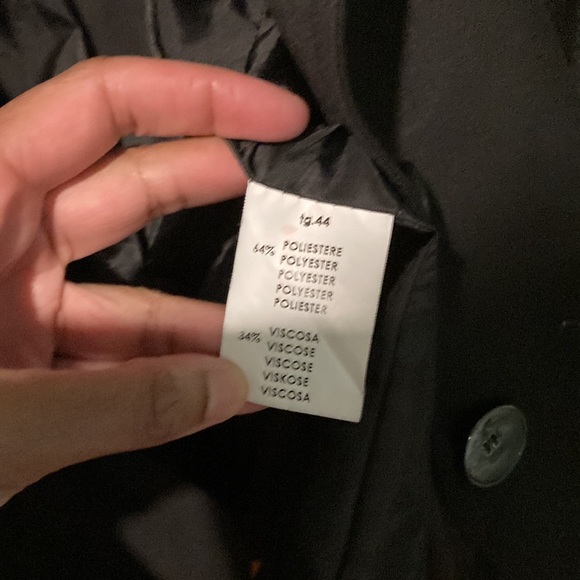 tg.44
64% POLIESTERE
POLYESTER
POLYESTER
POLYESTER
POLIESTER
34% VISCOSA
VISCOSE
VISCOSE
VISKOSE
VISCOSA